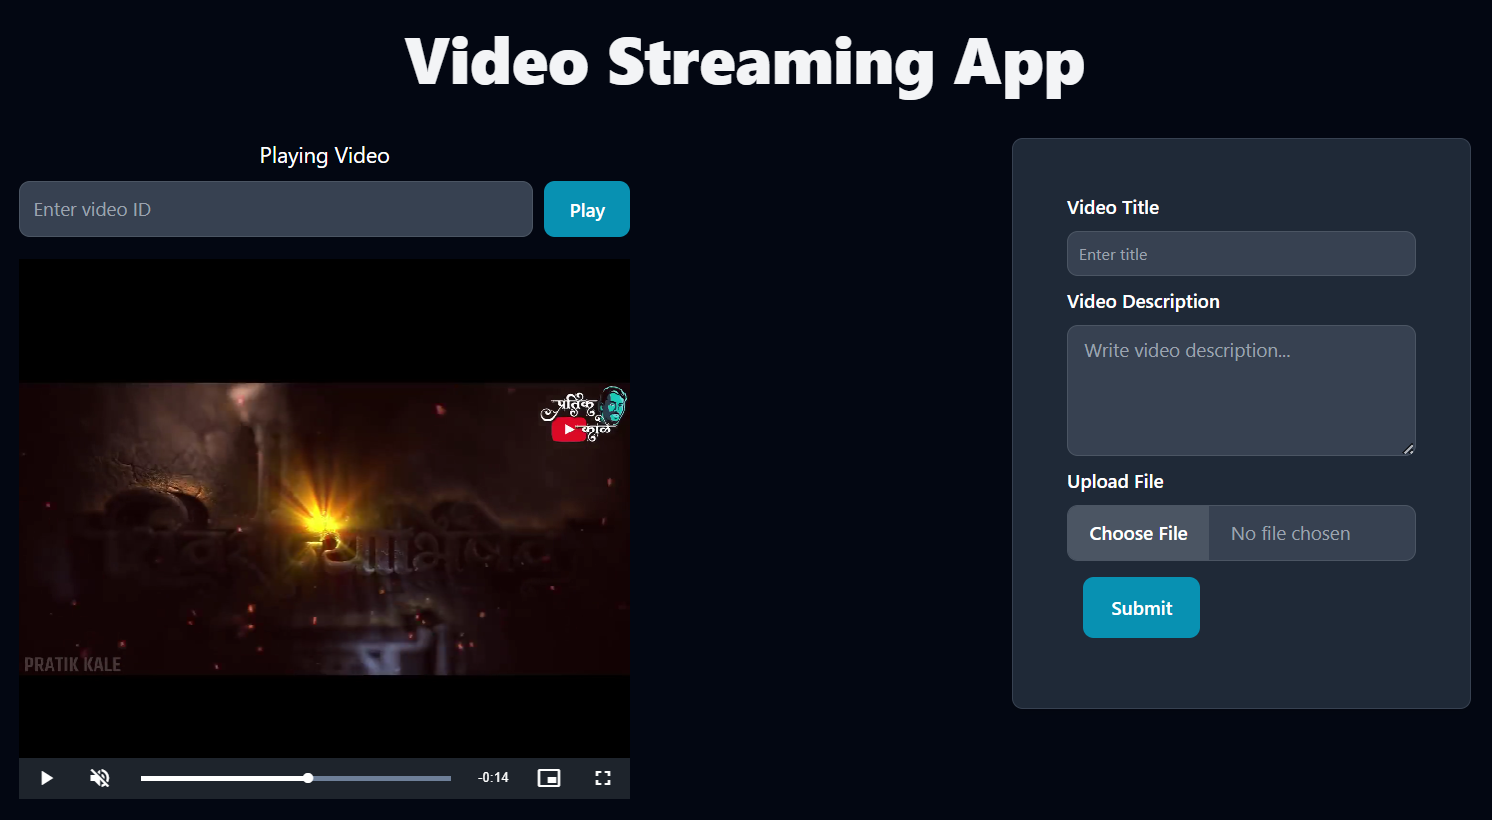 Video Streaming App
Playing Video
Enter video ID
Play
प्रतिक
काळे
PRATIK KALE
-0:14
Video Title
Enter title
Video Description
Write video description...
Upload File
Choose File
No file chosen
Submit